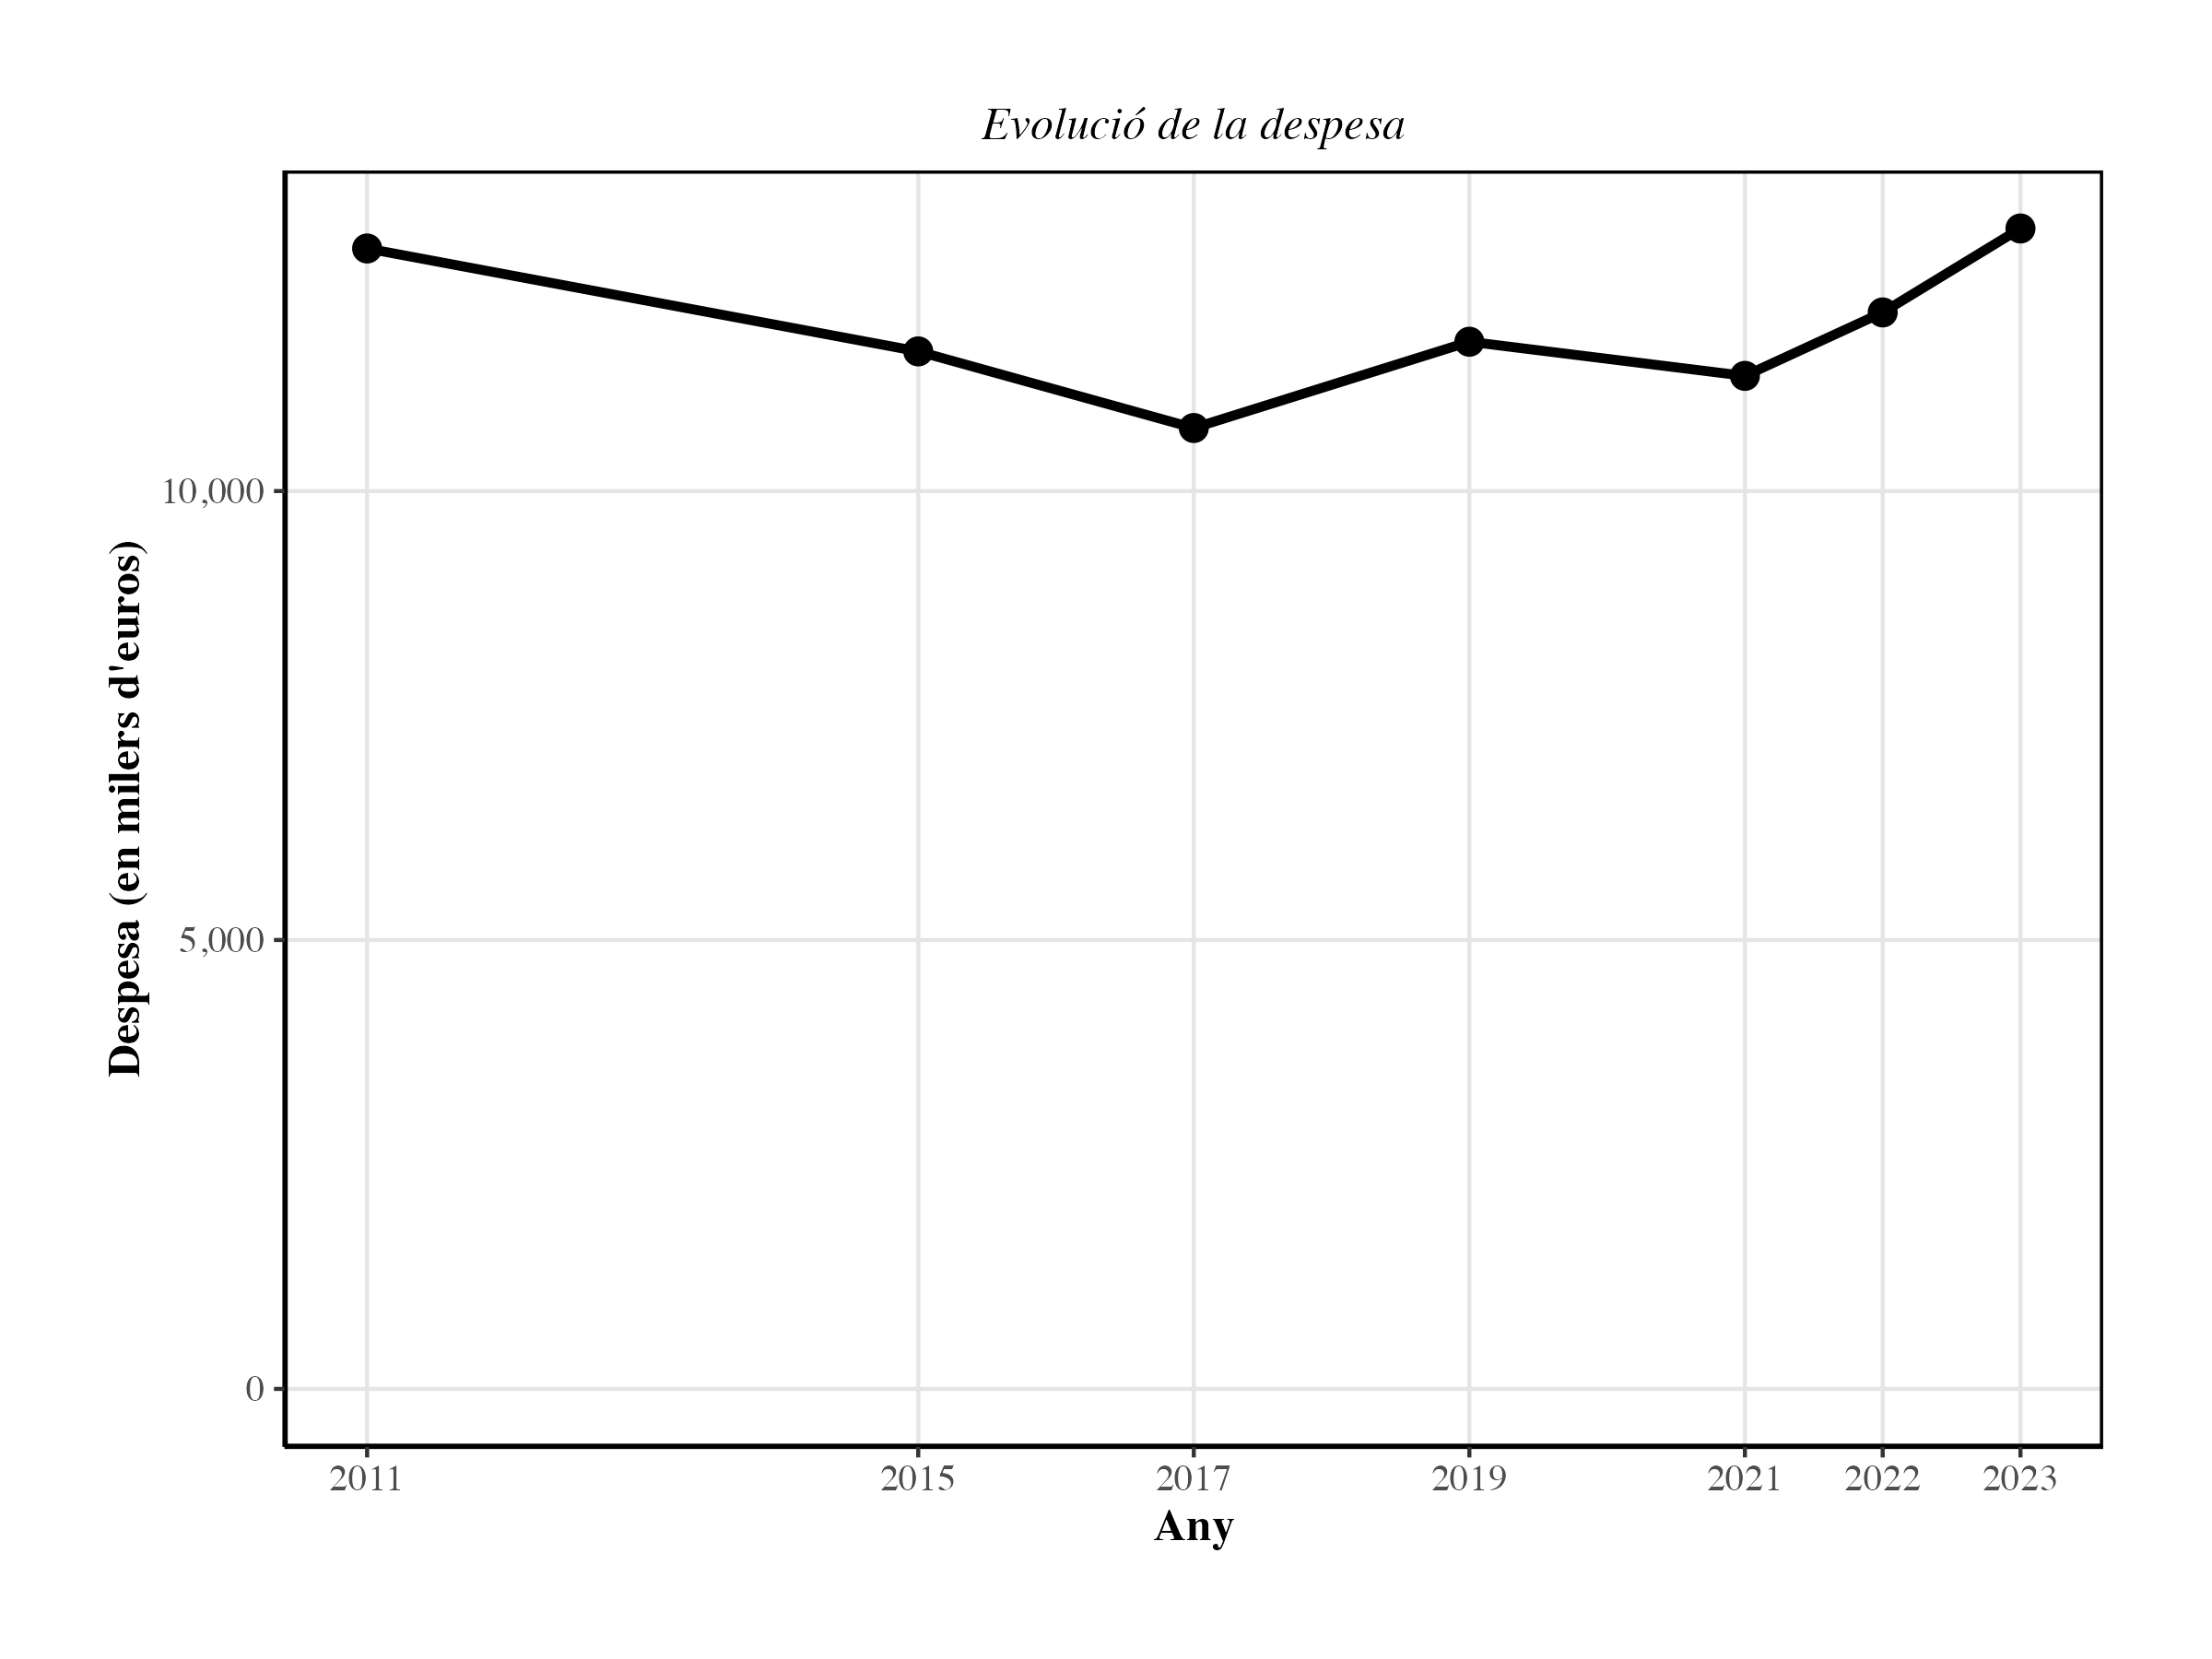 Evolució de la despesa
Despesa (en milers d'euros)
10,000
5,000
0
2011 2015 2017 2019 2021 2022 2023
Any